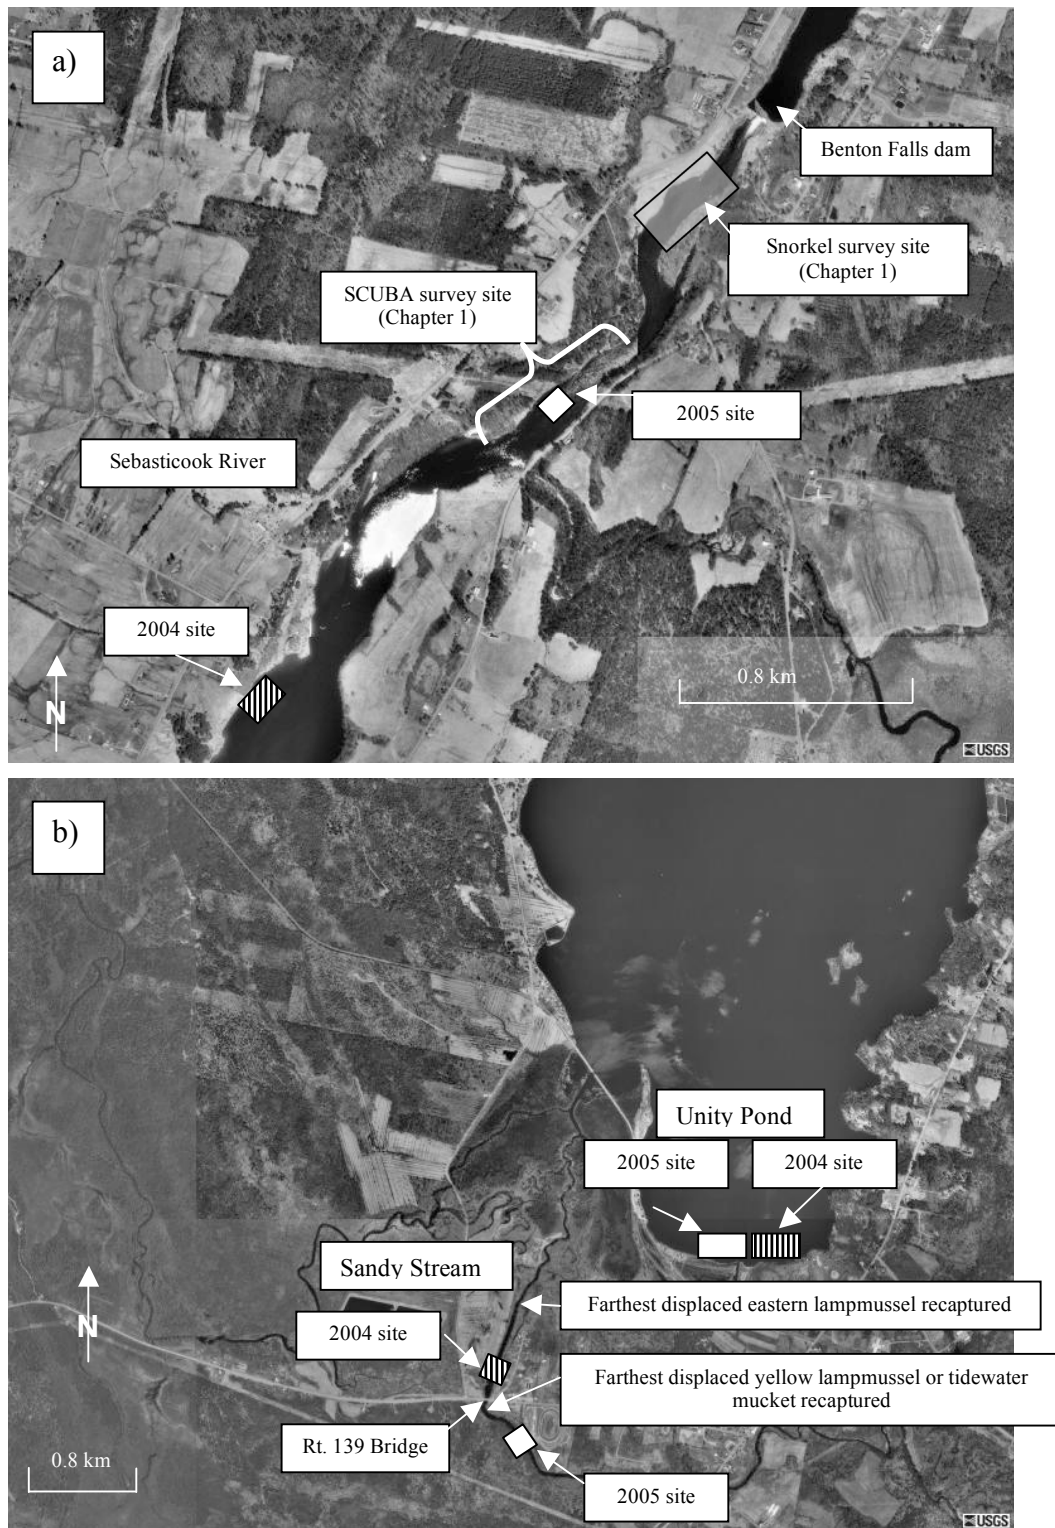 a)
Benton Falls dam
Snorkel survey site
(Chapter 1)
SCUBA survey site
(Chapter 1)
2005 site
Sebasticook River
2004 site
0.8 km
N
USGS
b)
Unity Pond
2005 site
2004 site
Sandy Stream
Farthest displaced eastern lampmussel recaptured
2004 site
N
Farthest displaced yellow lampmussel or tidewater
mucket recaptured
Rt. 139 Bridge
0.8 km
2005 site
USGS